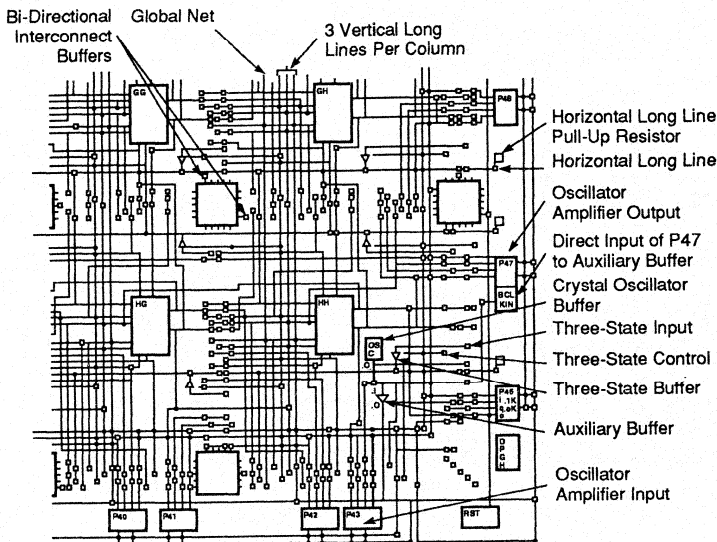 Bi-Directional
Interconnect
Buffers
Global Net
3 Vertical Long
Lines Per Column
GG
GH
P48
Horizontal Long Line
Pull-Up Resistor
Horizontal Long Line
Oscillator
Amplifier Output
P47
BCL
KIN
Direct Input of P47
to Auxiliary Buffer
Crystal Oscillator
Buffer
HG
HH
OS
C
Three-State Input
Three-State Control
Three-State Buffer
P46
Auxiliary Buffer
Oscillator
Amplifier Input
P40
P41
P42
P43
RST